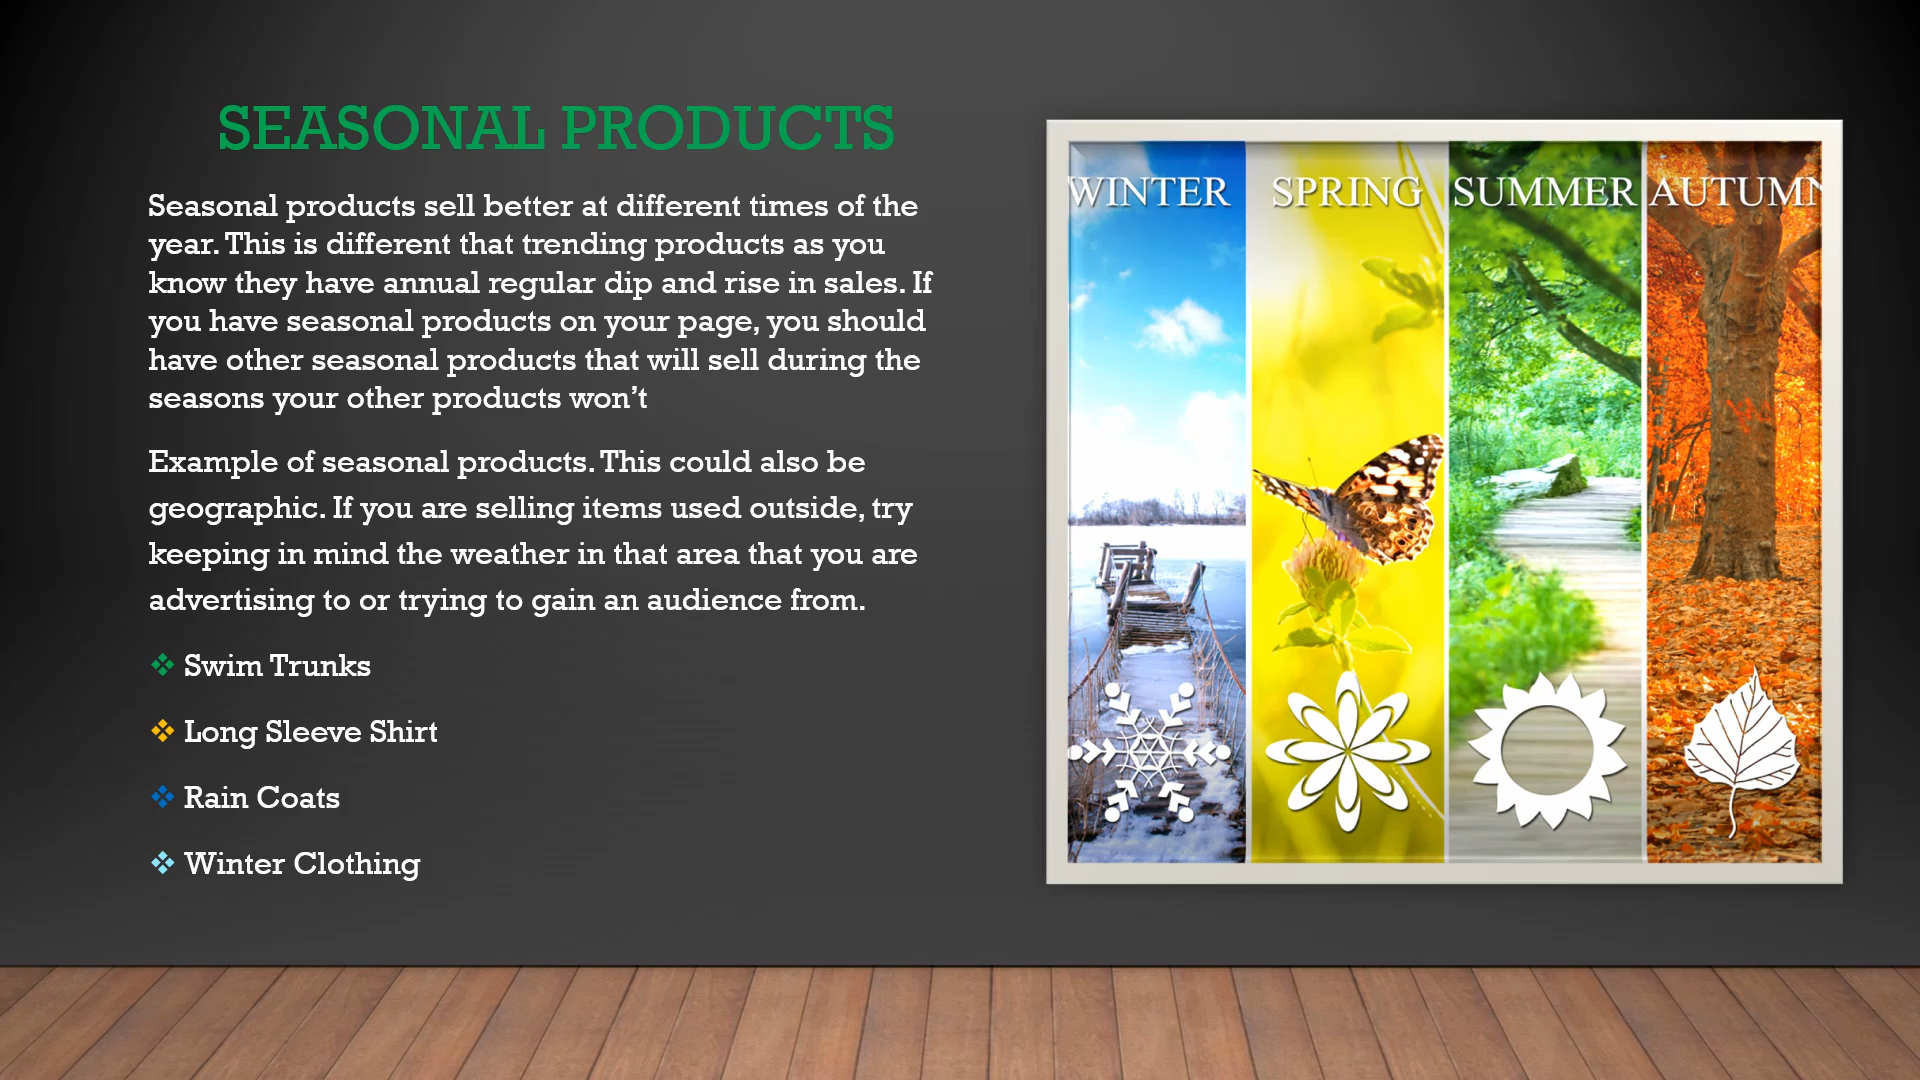 SEASONAL PRODUCTS
Seasonal products sell better at different times of the
year. This is different that trending products as you
know they have annual regular dip and rise in sales. If
you have seasonal products on your page, you should
have other seasonal products that will sell during the
seasons your other products won’t
Example of seasonal products. This could also be
geographic. If you are selling items used outside, try
keeping in mind the weather in that area that you are
advertising to or trying to gain an audience from.
Swim Trunks
Long Sleeve Shirt
Rain Coats
Winter Clothing
WINTER SPRING SUMMER AUTUMN